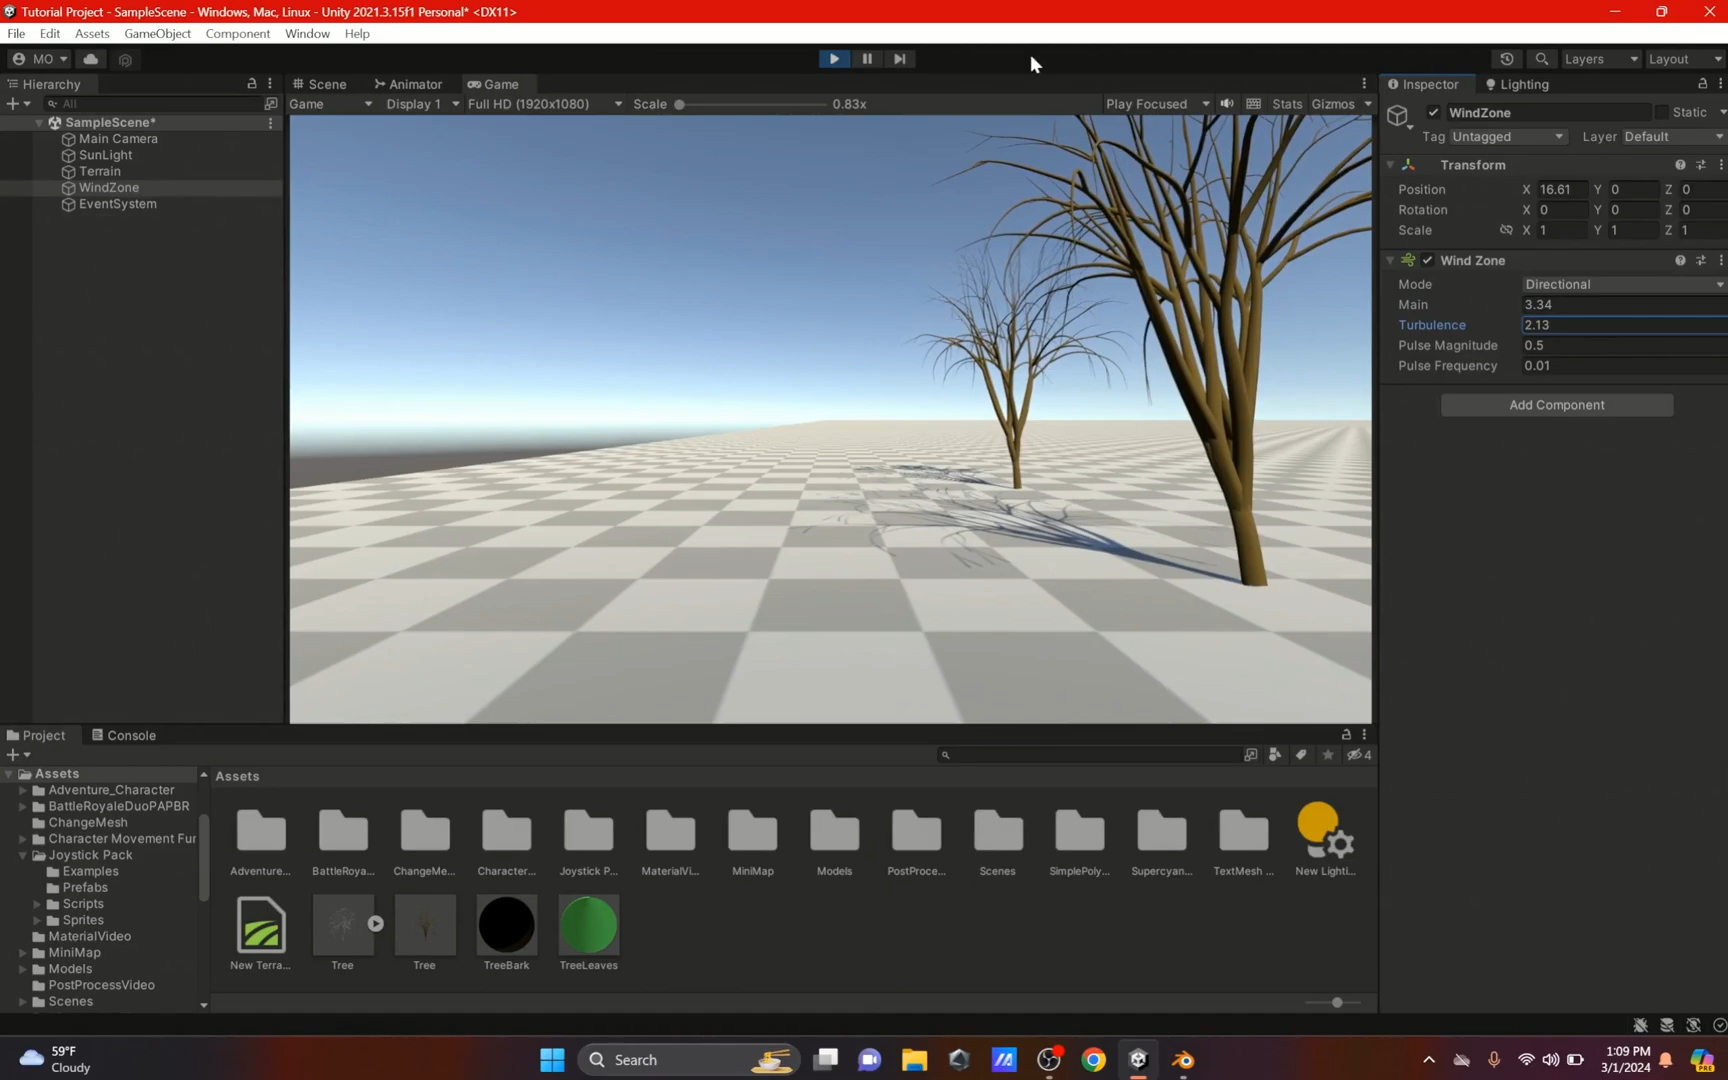 Tutorial Project - SampleScene - Windows, Mac, Linux - Unity 2021.3.15f1 Personal* <DX11>
File Edit Assets GameObject Component Window Help
MO Layers Layout
Hierarchy Scene Animator Game Inspector Lighting
All Game Display 1 Full HD (1920x1080) Scale 0.83x Play Focused Stats Gizmos
WindZone Static
SampleScene*
Main Camera
SunLight
Terrain
WindZone
EventSystem
Tag Untagged Layer Default
Transform
Position X 16.61 Y 0 Z 0
Rotation X 0 Y 0 Z 0
Scale X 1 Y 1 Z 1
Wind Zone
Mode Directional
Main 3.34
Turbulence 2.13
Pulse Magnitude 0.5
Pulse Frequency 0.01
Add Component
Project Console
4
Assets
Adventure_Character
BattleRoyaleDuoPAPBR
ChangeMesh
Character Movement Fur
Joystick Pack
Examples
Prefabs
Scripts
Sprites
MaterialVideo
MiniMap
Models
PostProcessVideo
Scenes
Assets
Adventure... BattleRoya... ChangeMe... Character... Joystick P... MaterialVi... MiniMap Models PostProce... Scenes SimplePoly... Supercyan... TextMesh ... New Lighti...
New Terra... Tree Tree TreeBark TreeLeaves
59°F
Cloudy
Search
PRE
1:09 PM
3/1/2024